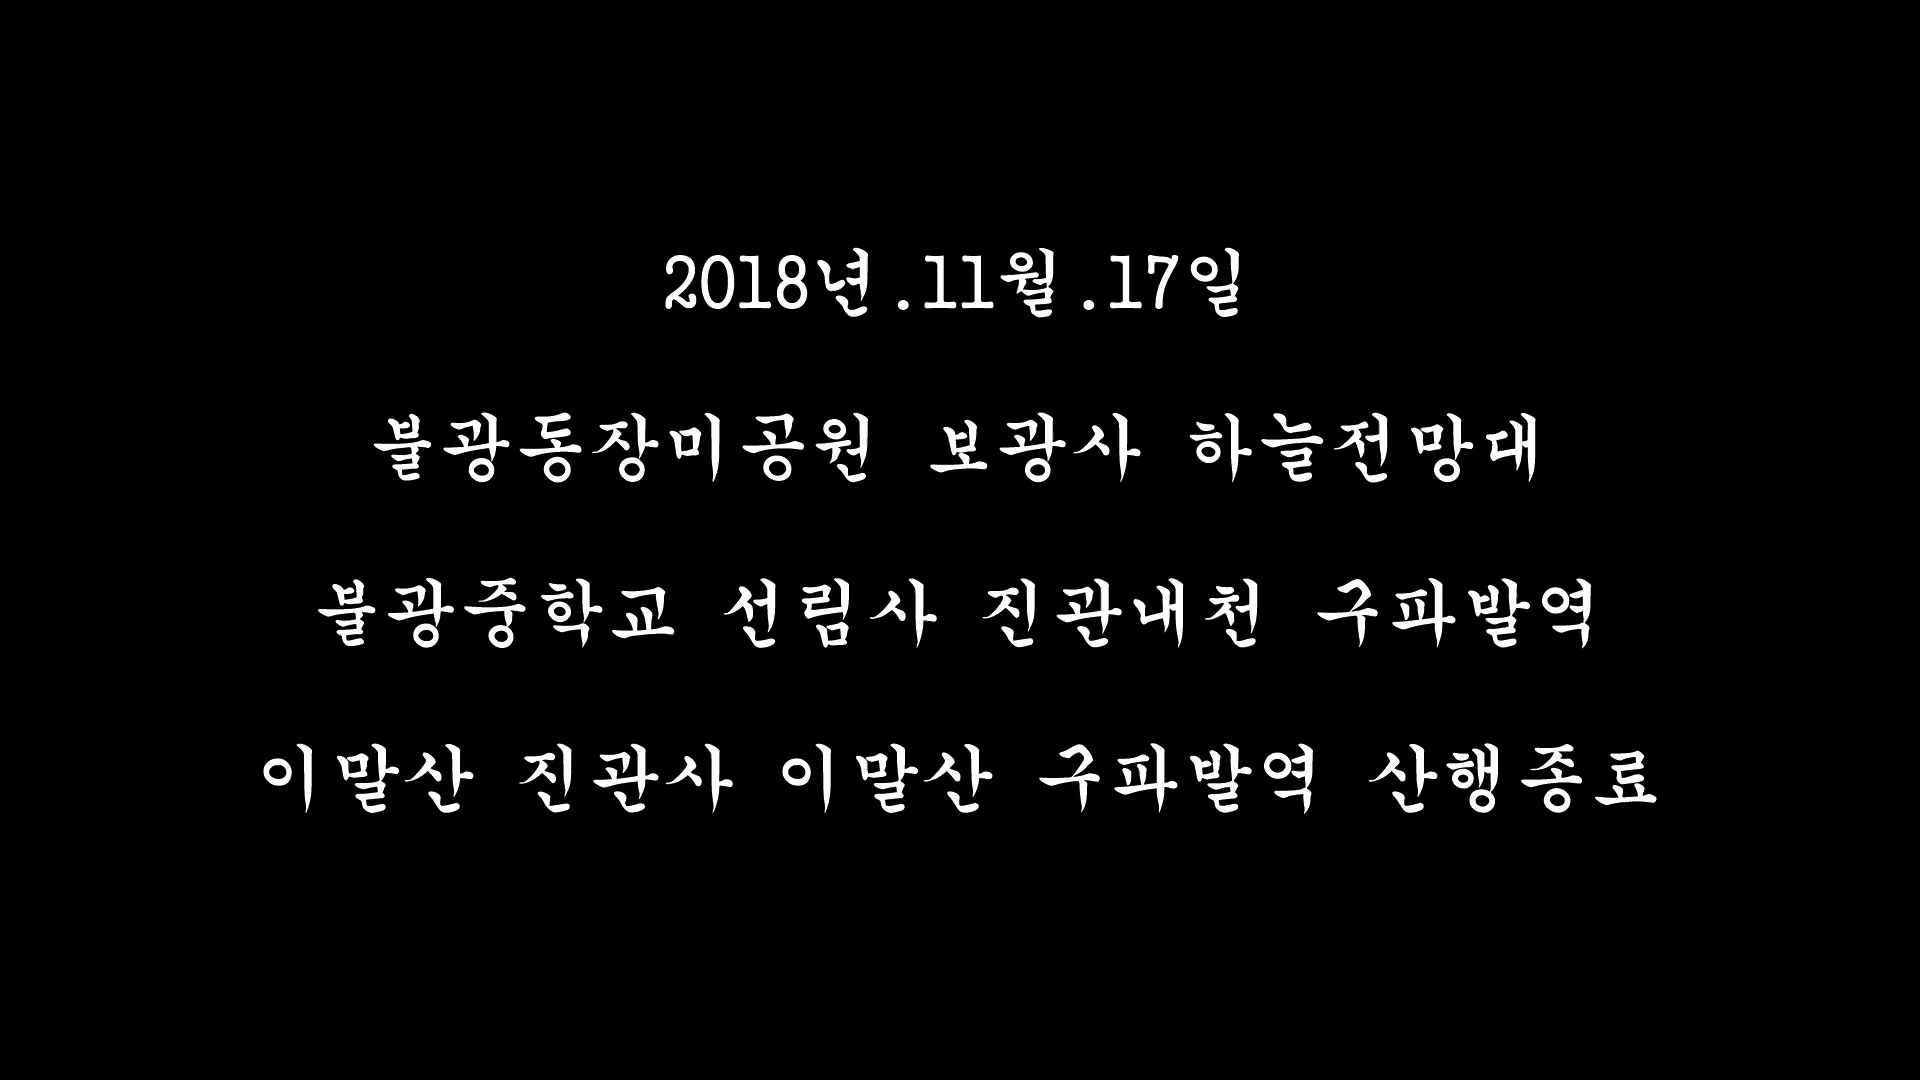 2018년.11월.17일
불광동장미공원 보광사 하늘전망대
불광중학교 선림사 진관내천 구파발역
이말산 진관사 이말산 구파발역 산행종료